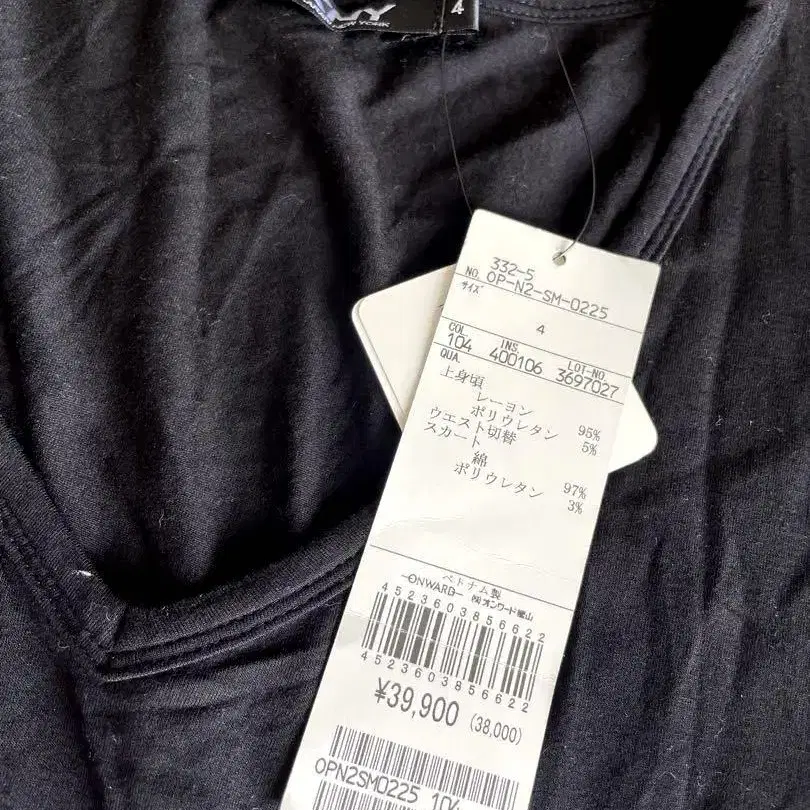 NEW YORK
4
332-5
NO. OP-N2-SM-0225
サイズ
4
COL. INS. LOT-NO.
104 400106 3697027
QUA.
上身頃
レーヨン 95%
ポリウレタン 5%
ウエスト切替
スカート
綿 97%
ポリウレタン 3%
ベトナム製
-ONWARD- ㈱オンワード樫山
4523603856622
4523603856622
¥39,900 (38,000)
OPN2SM0225 104